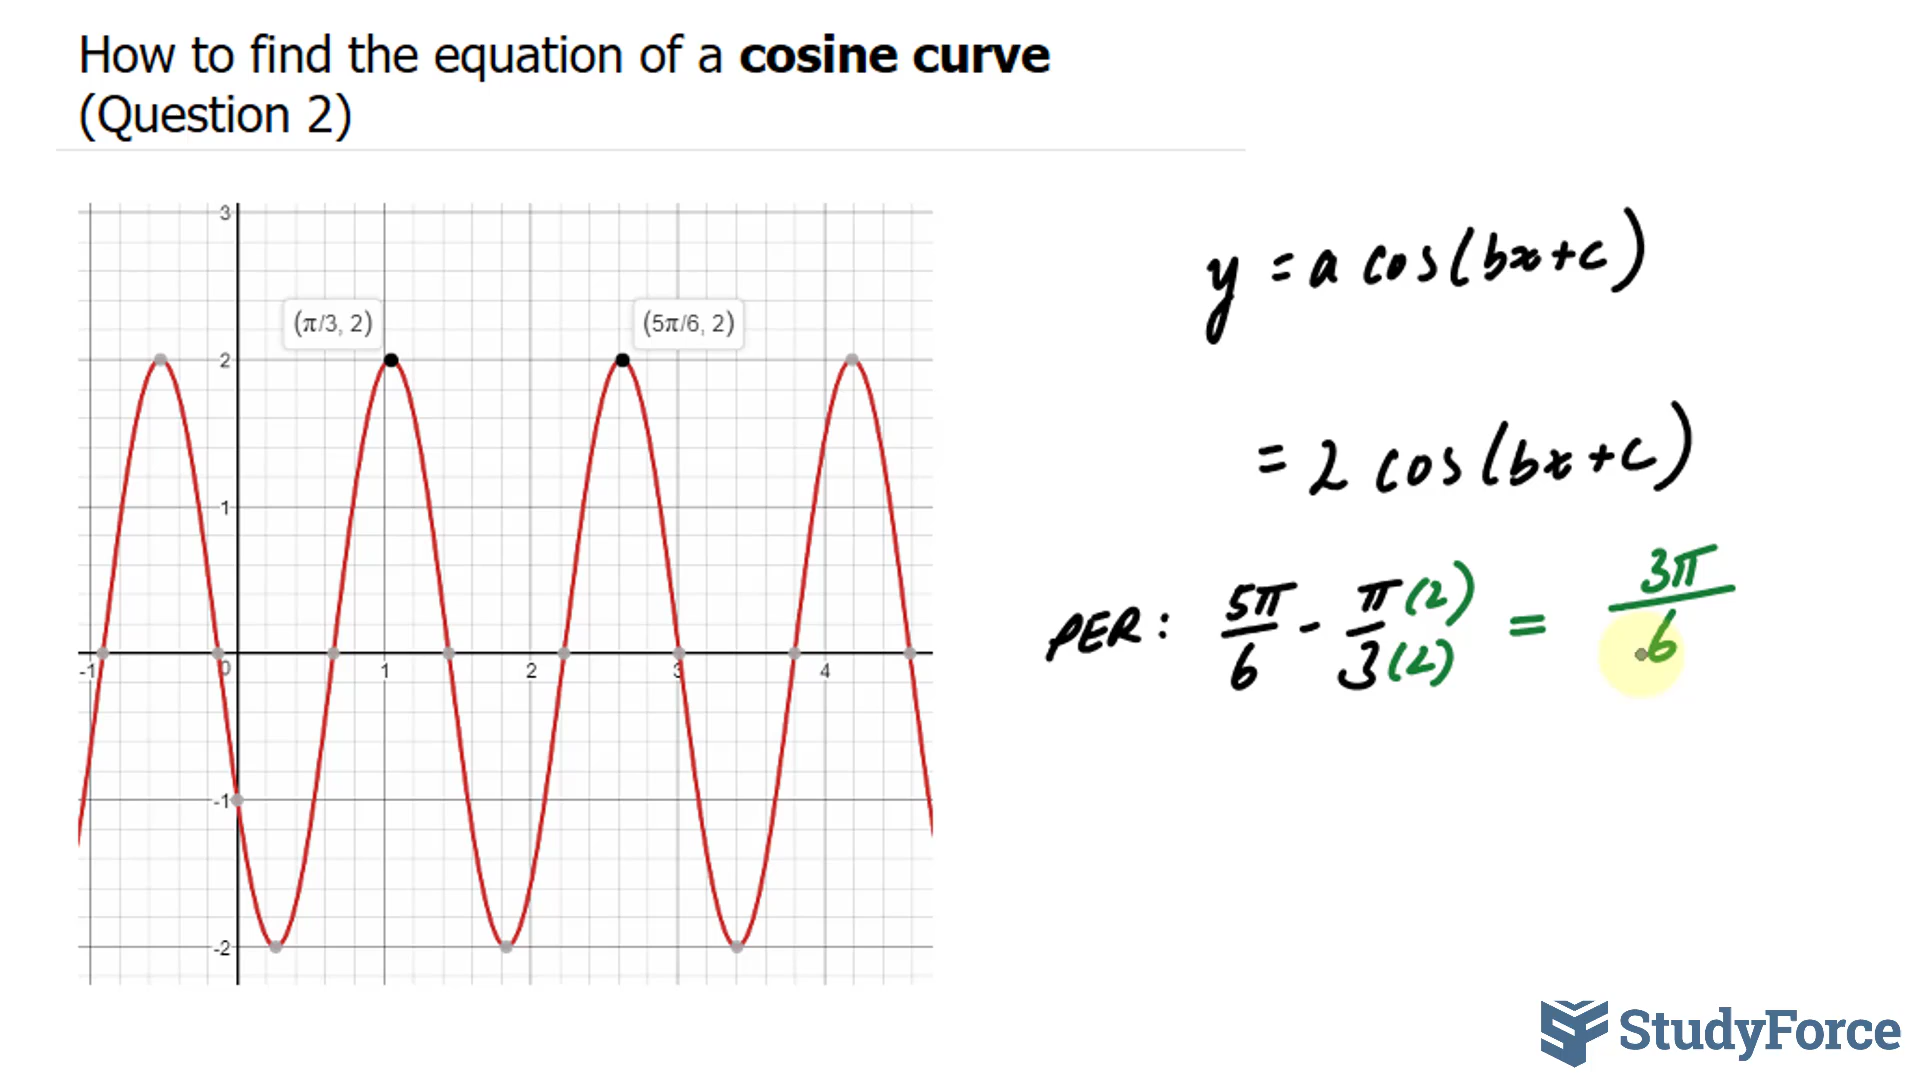 How to find the equation of a cosine curve
(Question 2)
3
(π/3, 2)
(5π/6, 2)
2
1
-1
0
1
2
3
4
-1
-2
y = a cos(bx+c)
= 2 cos(bx+c)
PER: 5π/6 - π(2)/3(2) = 3π/6
StudyForce